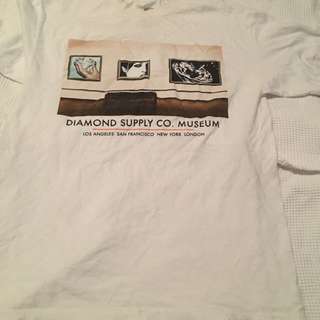 DIAMOND SUPPLY CO. MUSEUM
LOS ANGELES SAN FRANCISCO NEW YORK LONDON